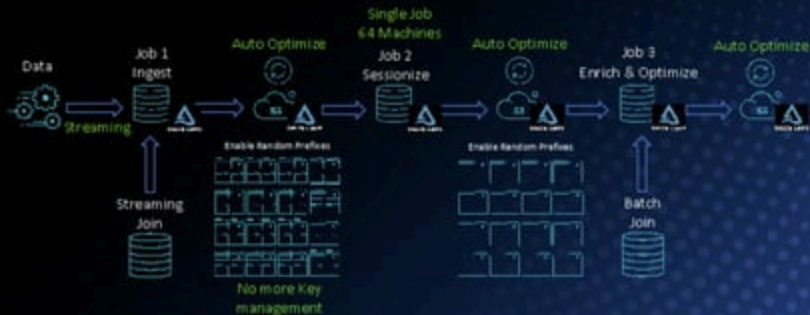 Single Job
64 Machines
Auto Optimize
Auto Optimize
Auto Optimize
Data
Job 1
Ingest
Job 2
Sessionize
Job 3
Enrich & Optimize
Streaming
Enable Random Prefixes
Enable Random Prefixes
Streaming
Join
Batch
Join
No more Key
management